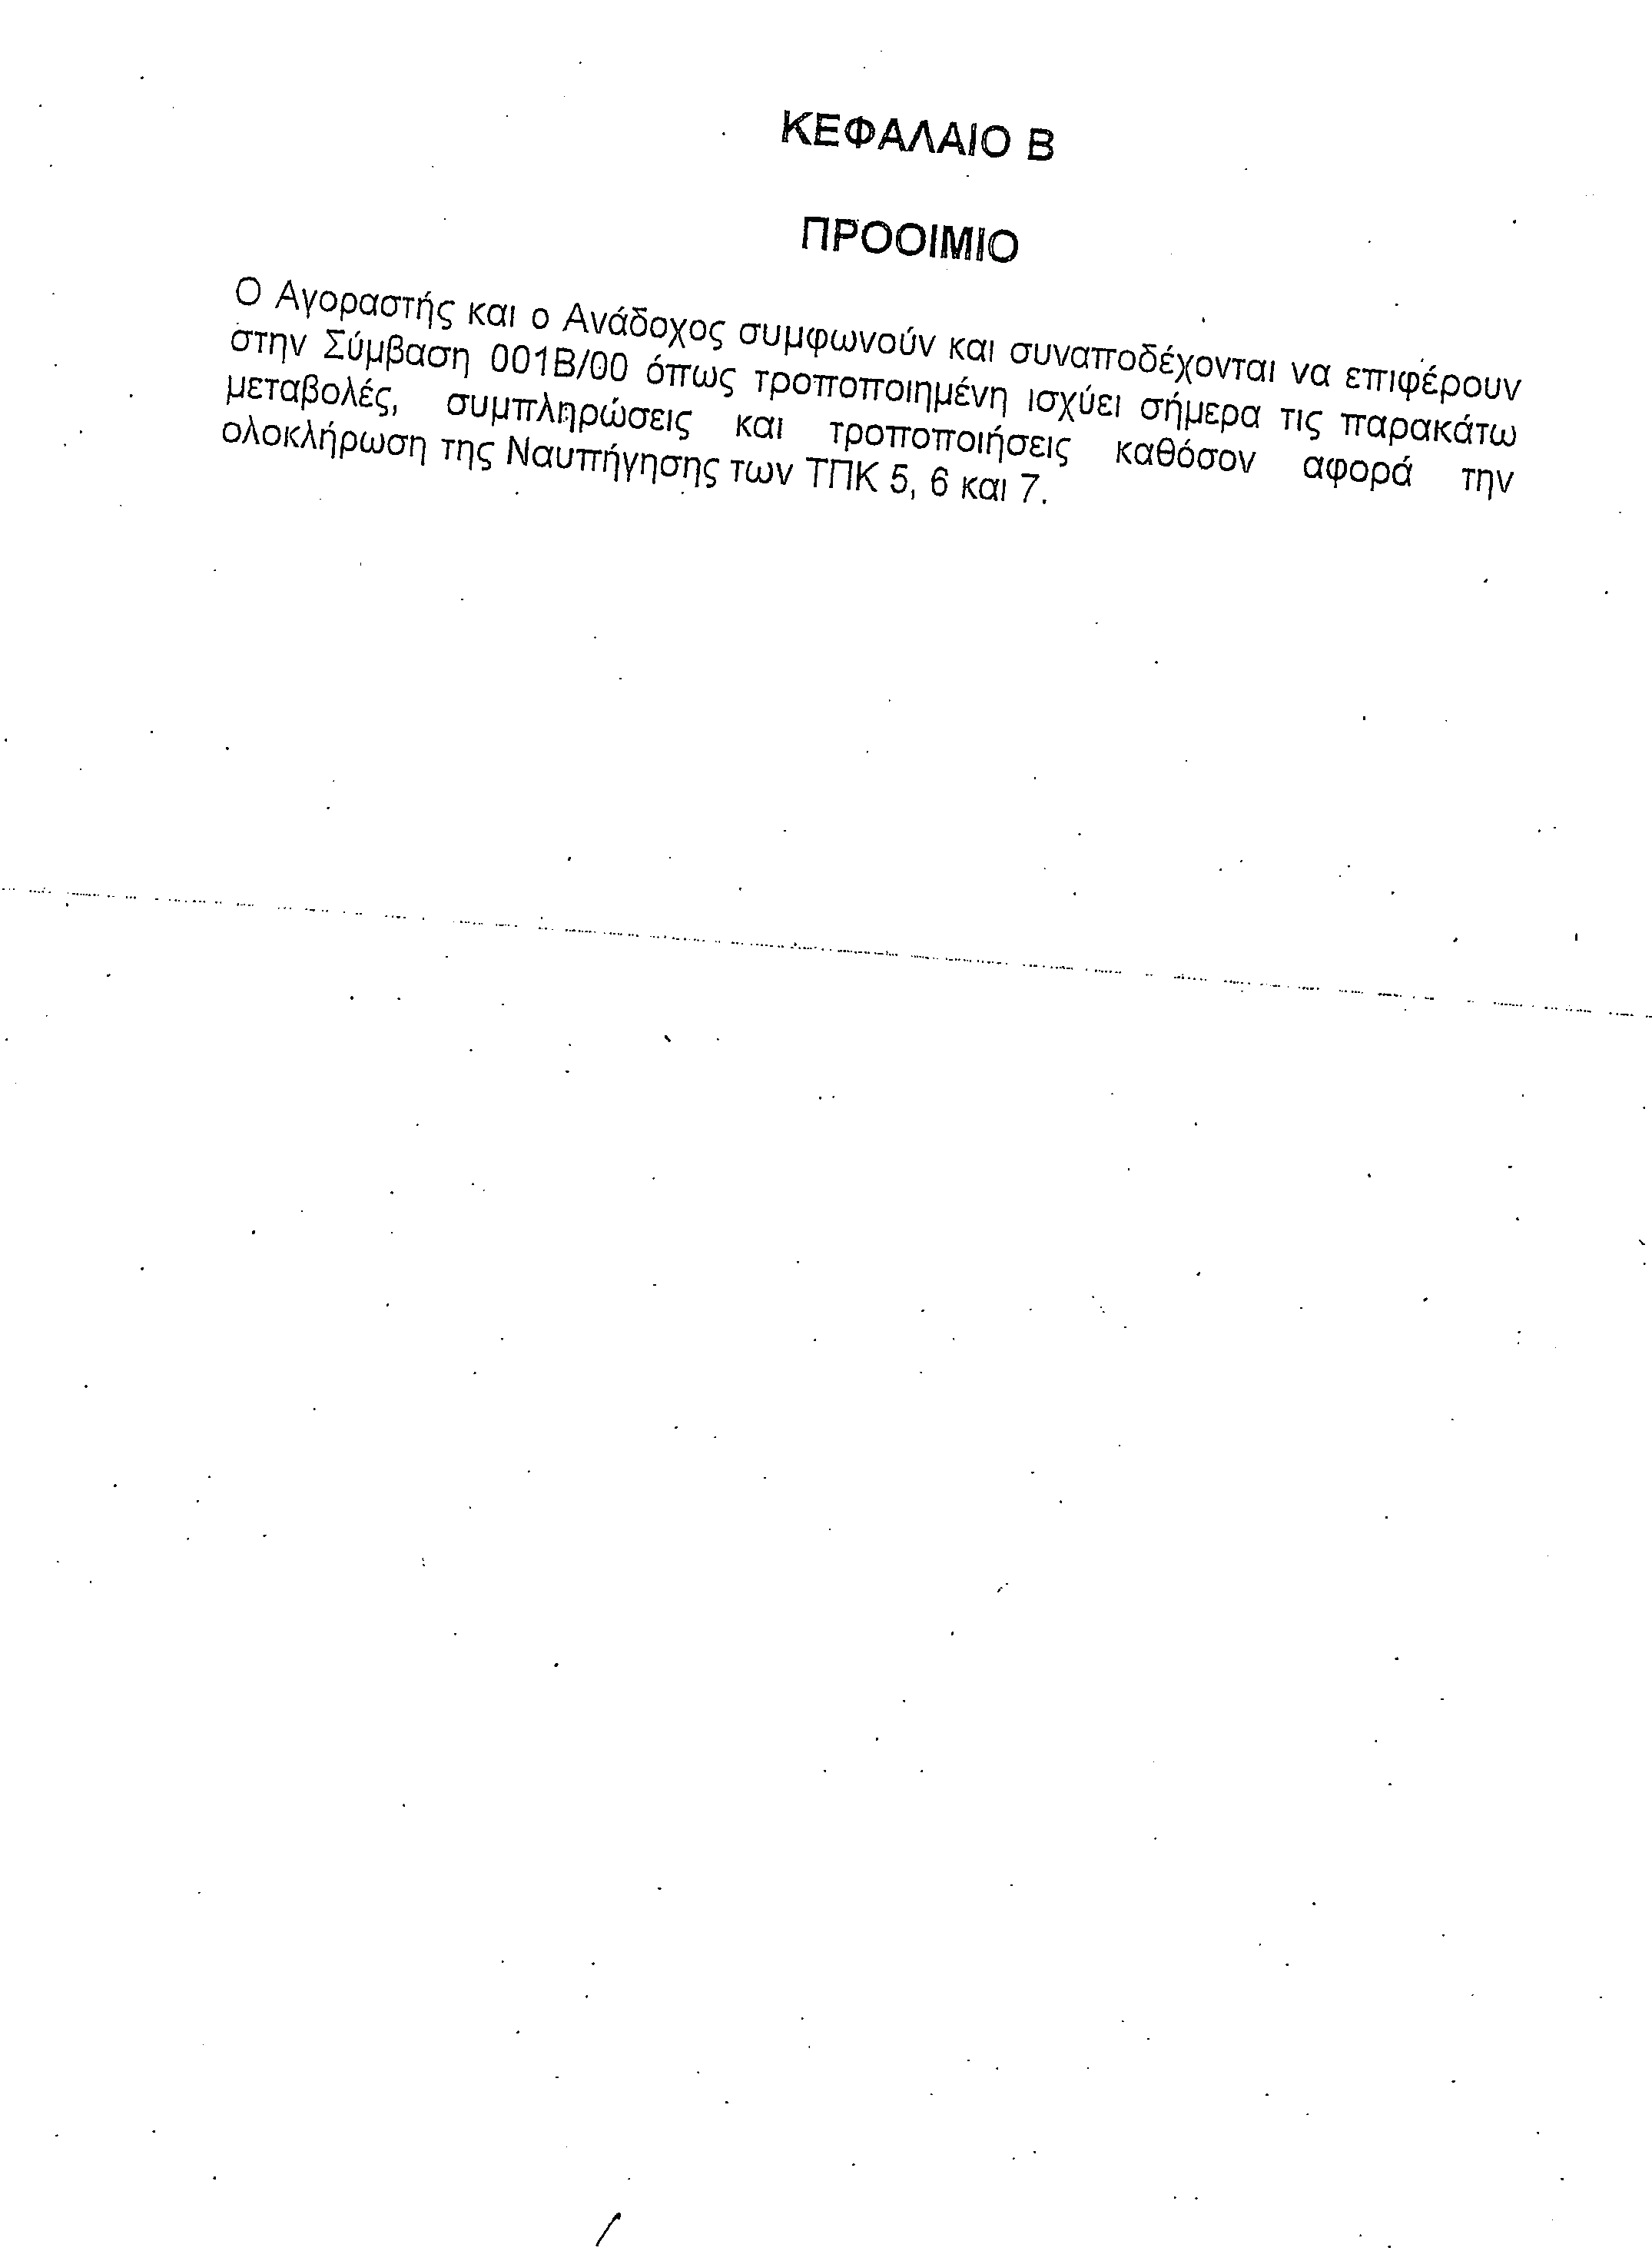 ΚΕΦΑΛΑΙΟ Β
ΠΡΟΟΙΜΙΟ
Ο Αγοραστής και ο Ανάδοχος συμφωνούν και συναποδέχονται να επιφέρουν
στην Σύμβαση 001Β/00 όπως τροποποιημένη ισχύει σήμερα τις παρακάτω
μεταβολές, συμπληρώσεις και τροποποιήσεις καθόσον αφορά την
ολοκλήρωση της Ναυπήγησης των ΤΠΚ 5, 6 και 7.